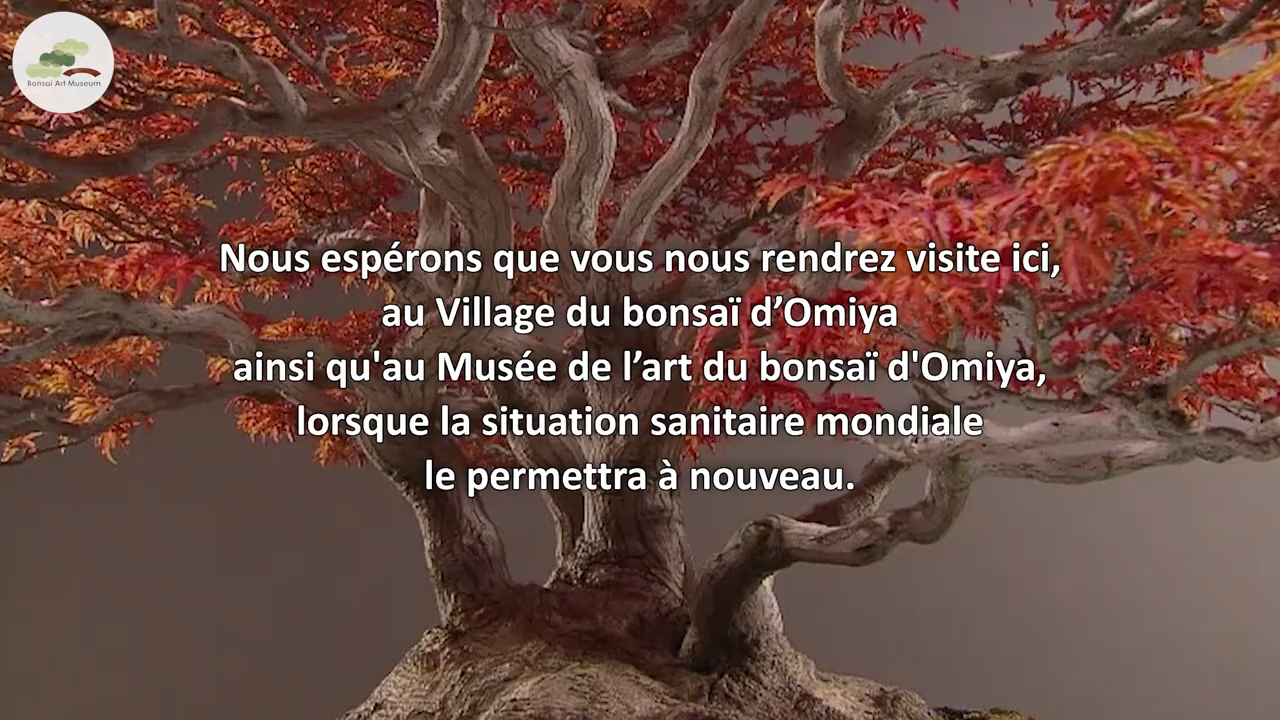 Bonsai Art Museum
Nous espérons que vous nous rendrez visite ici,
au Village du bonsaï d’Omiya
ainsi qu'au Musée de l’art du bonsaï d'Omiya,
lorsque la situation sanitaire mondiale
le permettra à nouveau.